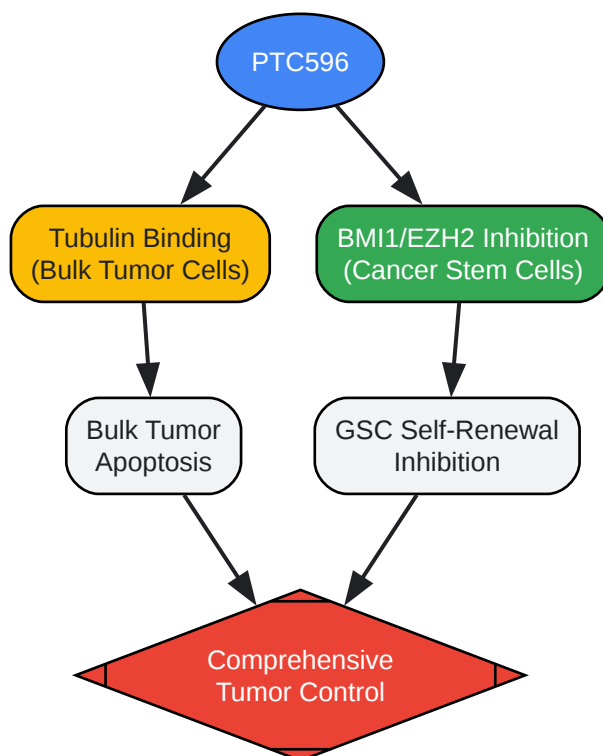 PTC596
Tubulin Binding
(Bulk Tumor Cells)
BMI1/EZH2 Inhibition
(Cancer Stem Cells)
Bulk Tumor
Apoptosis
GSC Self-Renewal
Inhibition
Comprehensive
Tumor Control